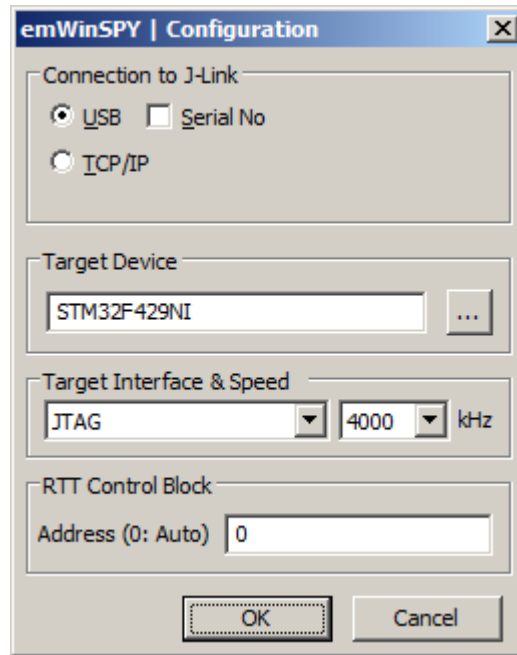 emWinSPY | Configuration
Connection to J-Link
USB Serial No
TCP/IP
Target Device
STM32F429NI
...
Target Interface & Speed
JTAG 4000 kHz
RTT Control Block
Address (0: Auto) 0
OK Cancel